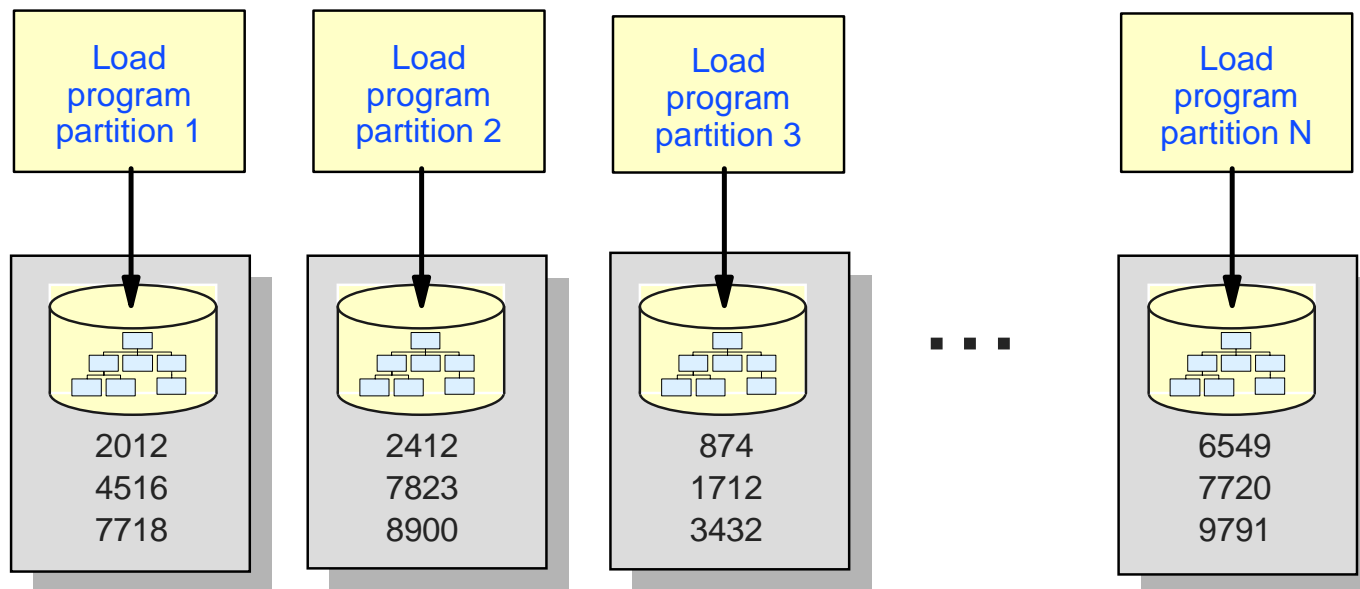 Load
program
partition 1
Load
program
partition 2
Load
program
partition 3
Load
program
partition N
2012
4516
7718
2412
7823
8900
874
1712
3432
...
6549
7720
9791